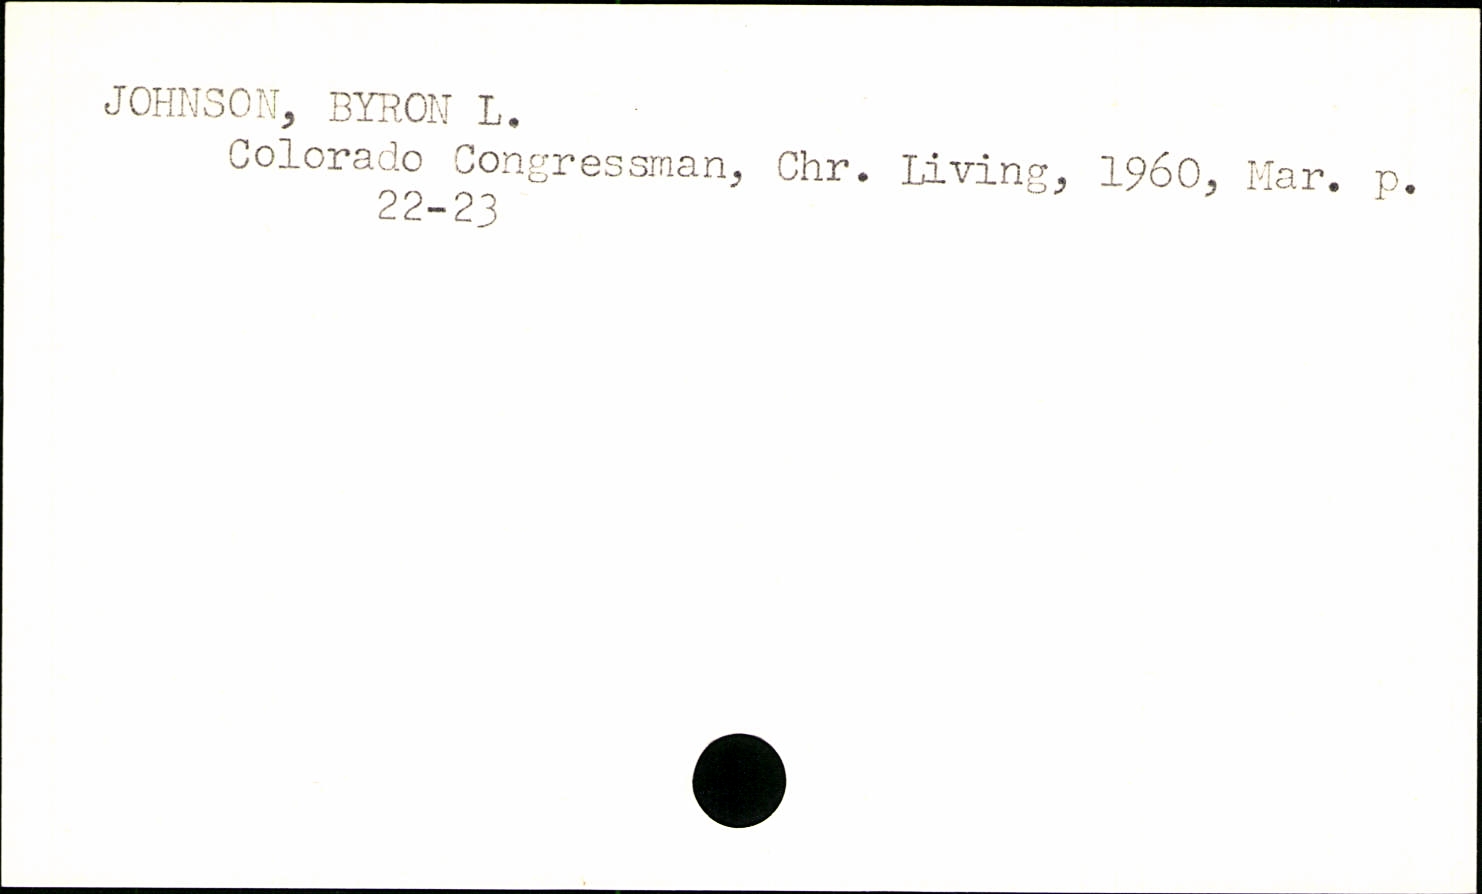 JOHNSON, BYRON L.
Colorado Congressman, Chr. Living, 1960, Mar. p.
22-23